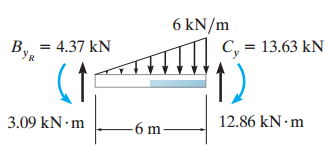 6 kN/m
B_{y_R} = 4.37 kN
C_y = 13.63 kN
3.09 kN·m
6 m
12.86 kN·m